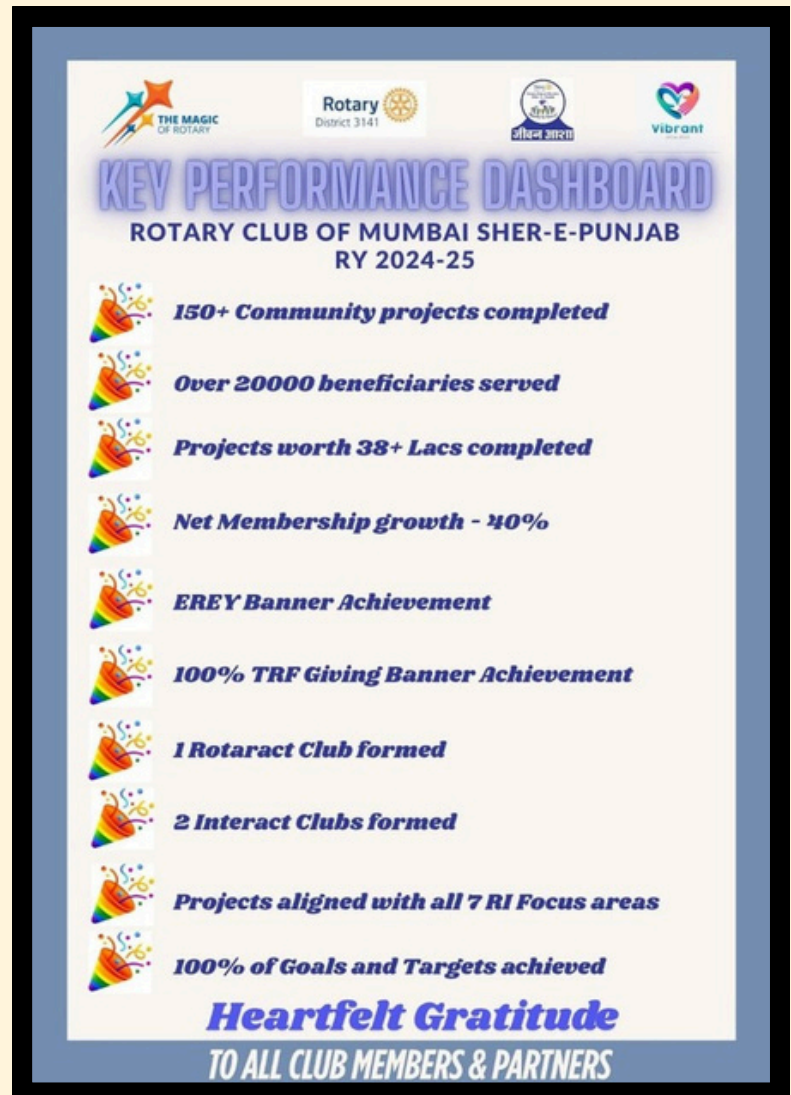 THE MAGIC
OF ROTARY
Rotary
District 3141
जीवन आशा
Vibrant
KEY PERFORMANCE DASHBOARD
ROTARY CLUB OF MUMBAI SHER-E-PUNJAB
RY 2024-25
150+ Community projects completed
Over 20000 beneficiaries served
Projects worth 38+ Lacs completed
Net Membership growth - 40%
EREY Banner Achievement
100% TRF Giving Banner Achievement
1 Rotaract Club formed
2 Interact Clubs formed
Projects aligned with all 7 RI Focus areas
100% of Goals and Targets achieved
Heartfelt Gratitude
TO ALL CLUB MEMBERS & PARTNERS